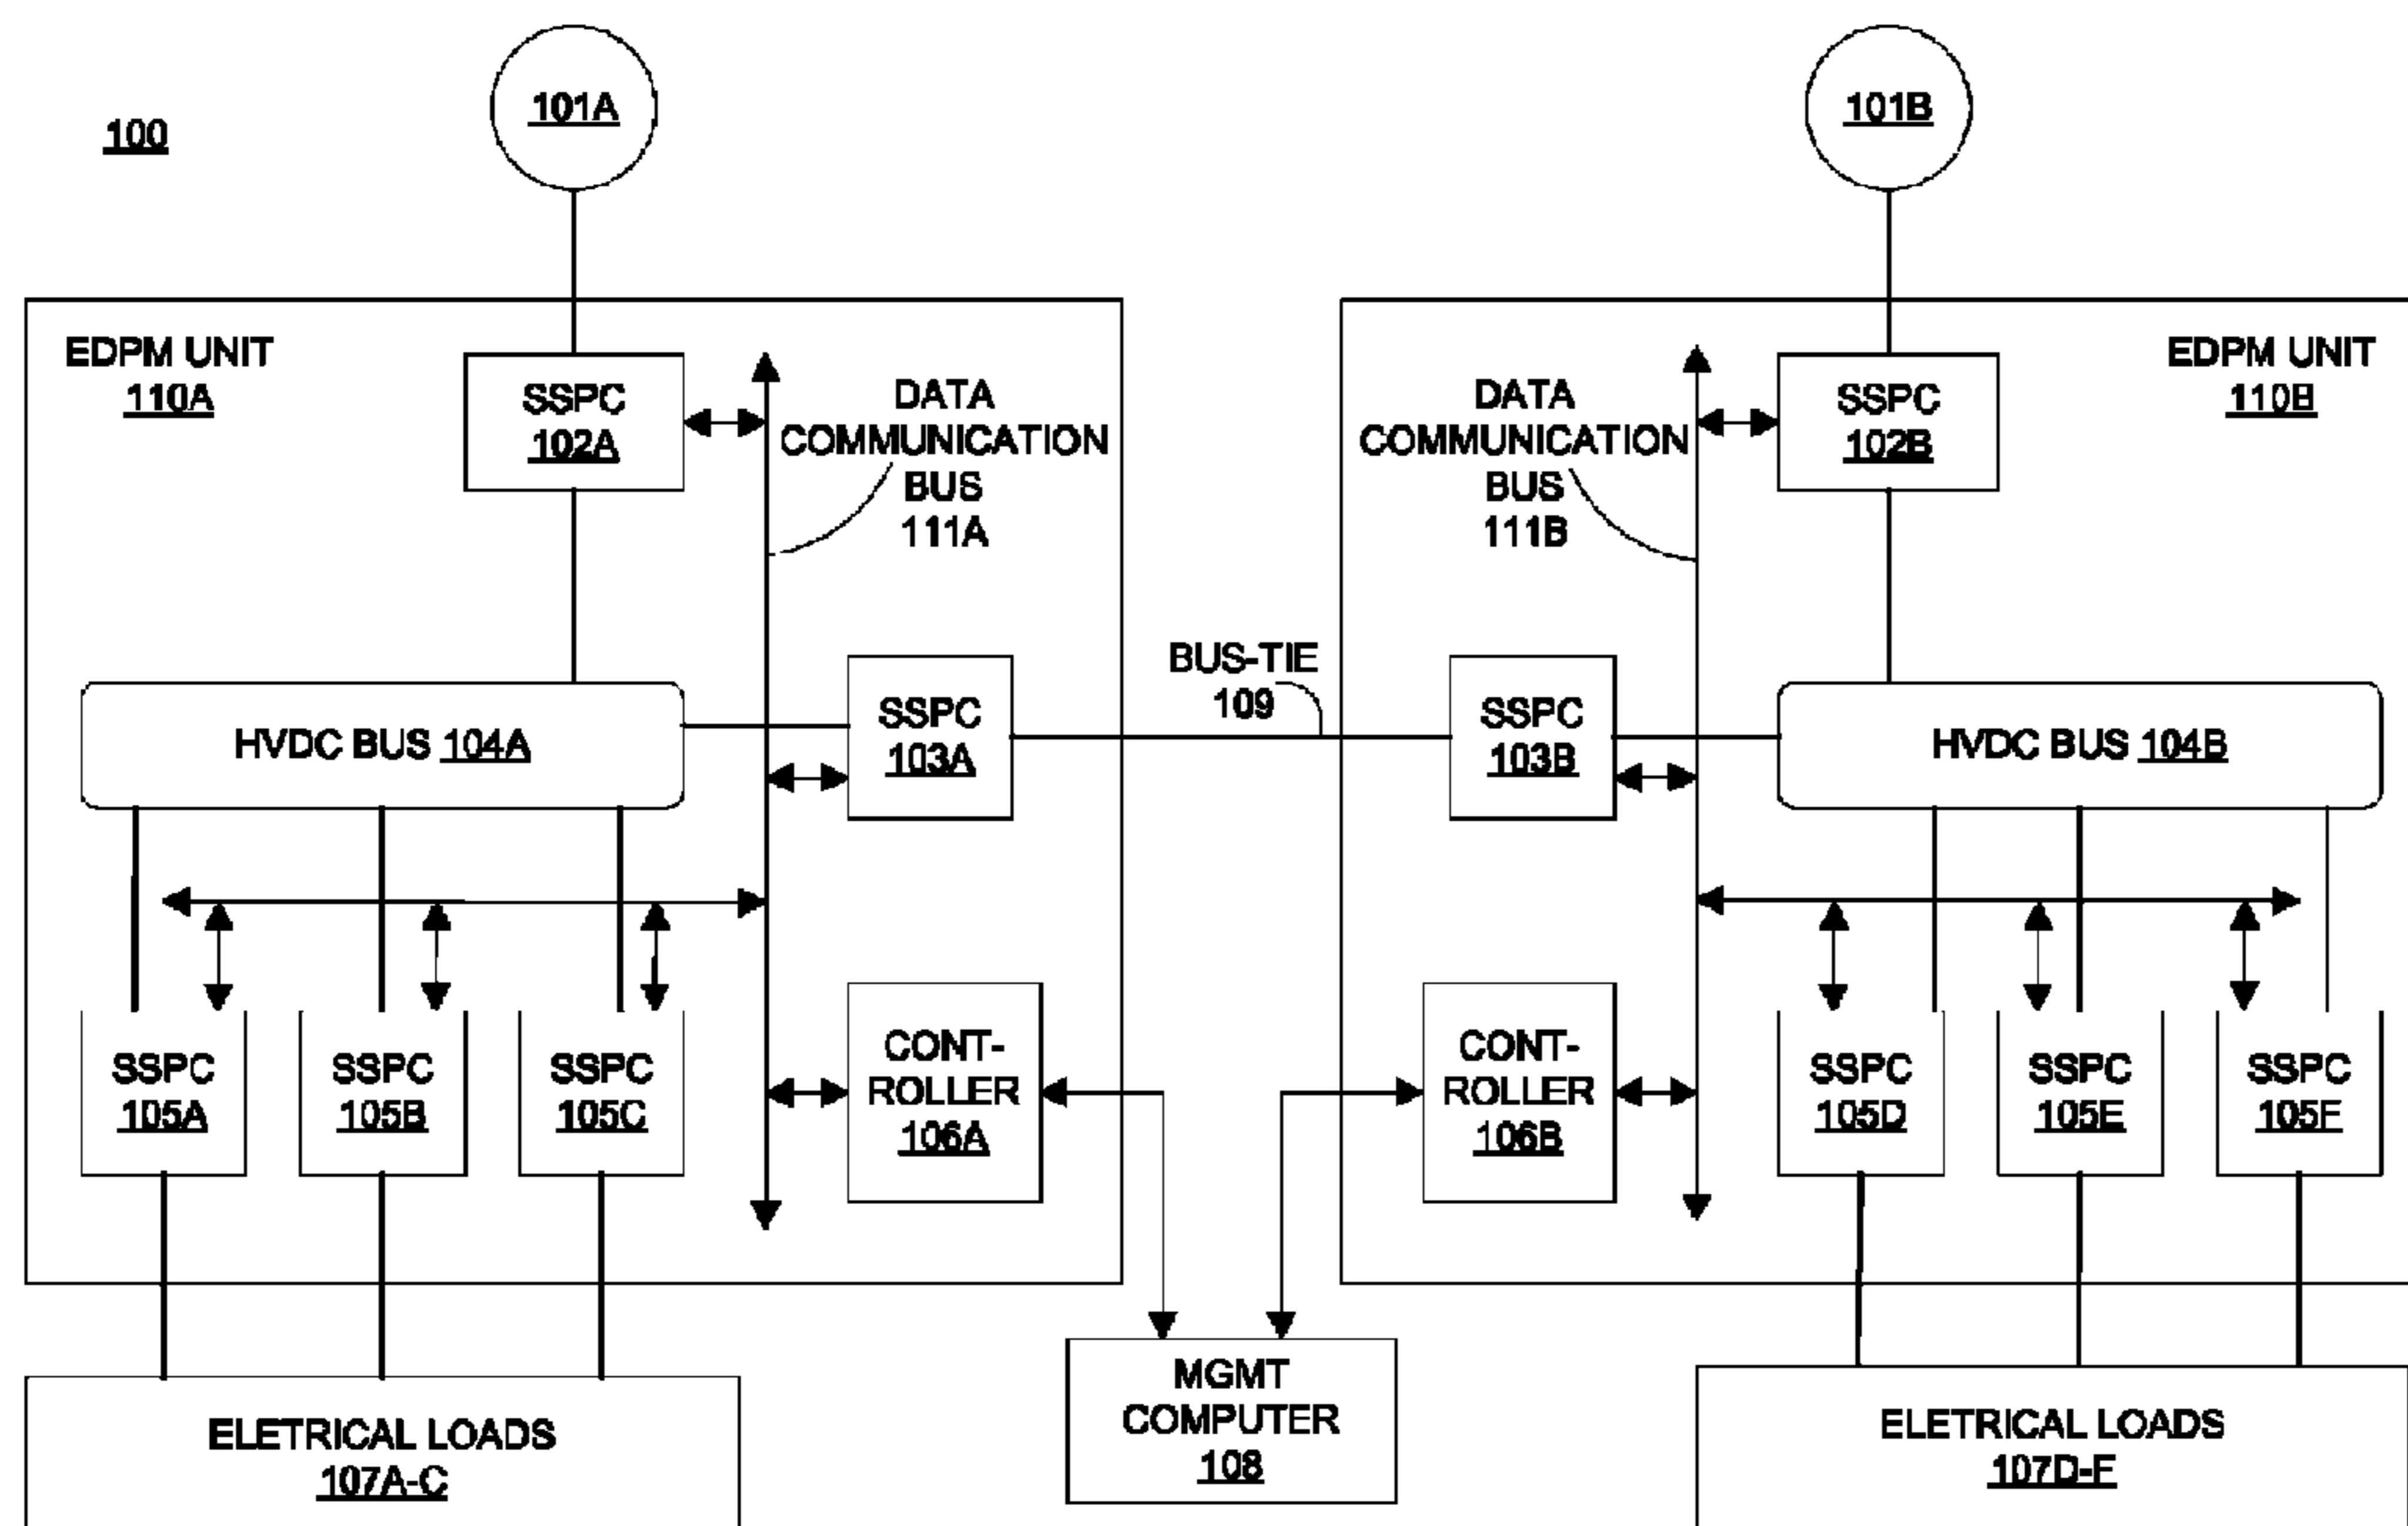 100
101A
101B
EDPM UNIT
110A
SSPC
102A
DATA
COMMUNICATION
BUS
111A
DATA
COMMUNICATION
BUS
111B
SSPC
102B
EDPM UNIT
110B
HVDC BUS 104A
SSPC
103A
BUS-TIE
109
SSPC
103B
HVDC BUS 104B
SSPC
105A
SSPC
105B
SSPC
105C
CONT-
ROLLER
106A
CONT-
ROLLER
106B
SSPC
105D
SSPC
105E
SSPC
105F
ELETRICAL LOADS
107A-C
MGMT
COMPUTER
108
ELETRICAL LOADS
107D-F